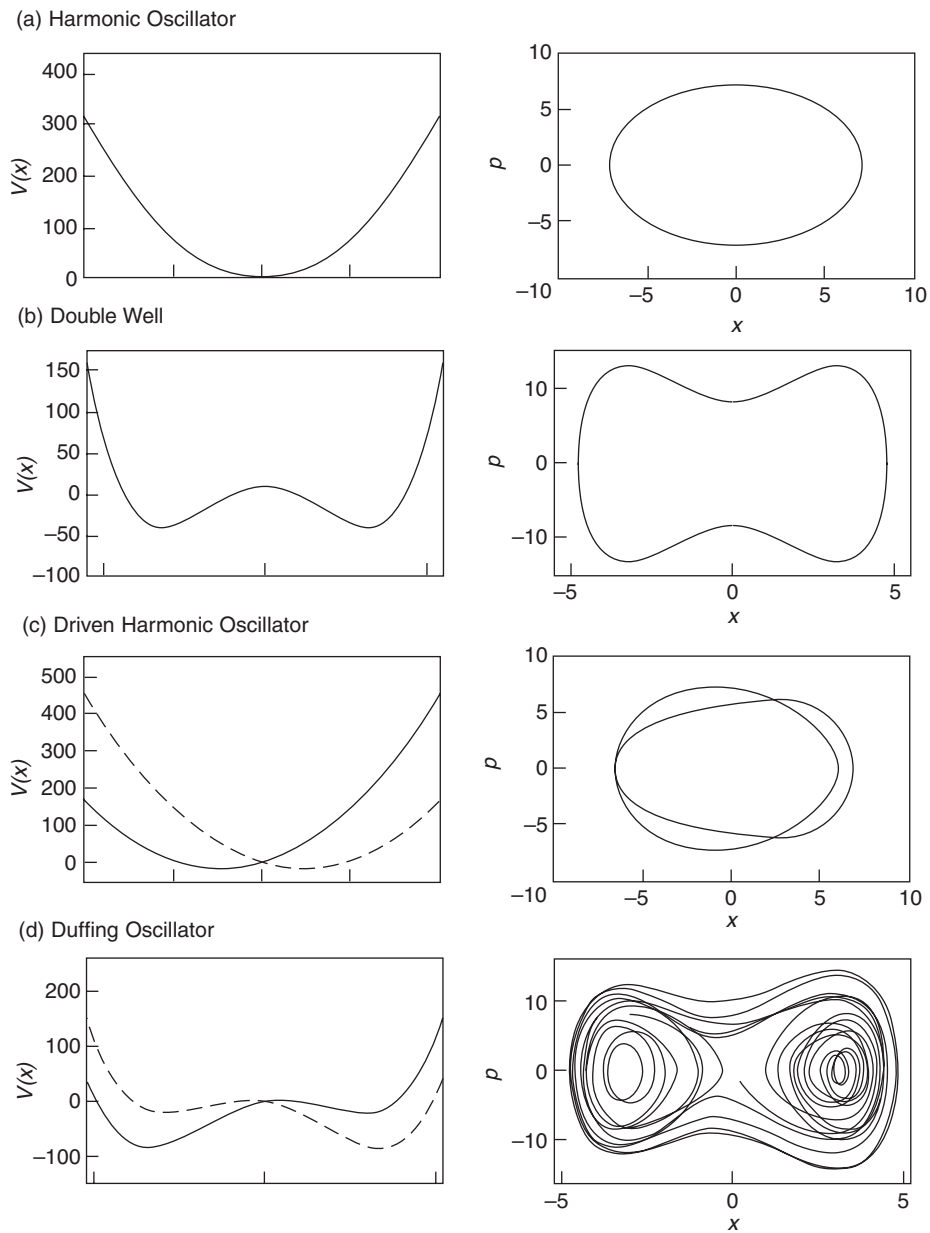 (a) Harmonic Oscillator
400
300
200
100
0
V(x)
10
5
0
−5
−10
p
−5 0 5 10
x
(b) Double Well
150
100
50
0
−50
−100
V(x)
10
0
−10
p
−5 0 5
x
(c) Driven Harmonic Oscillator
500
400
300
200
100
0
V(x)
10
5
0
−5
−10
p
−5 0 5 10
x
(d) Duffing Oscillator
200
100
0
−100
V(x)
10
0
−10
p
−5 0 5
x